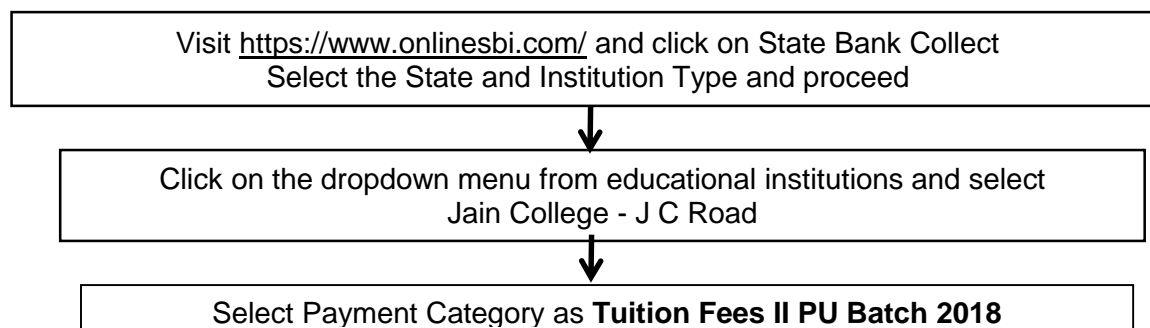 Visit https://www.onlinesbi.com/ and click on State Bank Collect
Select the State and Institution Type and proceed
Click on the dropdown menu from educational institutions and select
Jain College - J C Road
Select Payment Category as Tuition Fees II PU Batch 2018